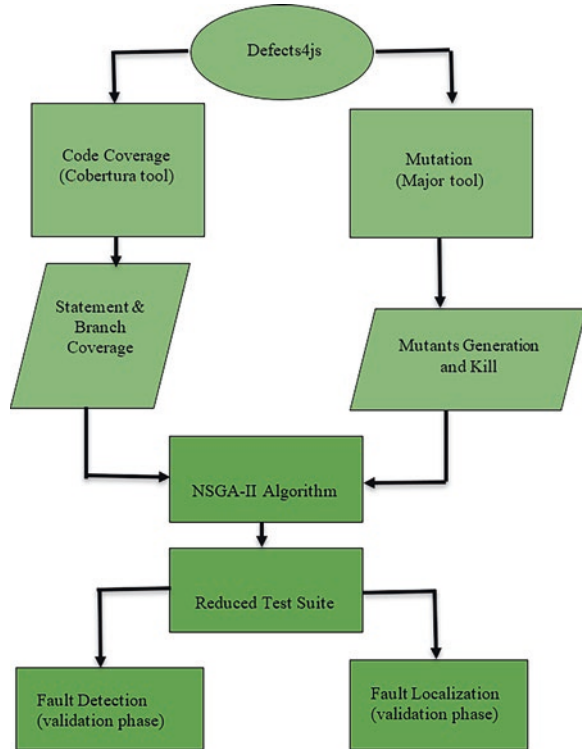 Defects4js
Code Coverage
(Cobertura tool)
Mutation
(Major tool)
Statement &
Branch
Coverage
Mutants Generation
and Kill
NSGA-II Algorithm
Reduced Test Suite
Fault Detection
(validation phase)
Fault Localization
(validation phase)